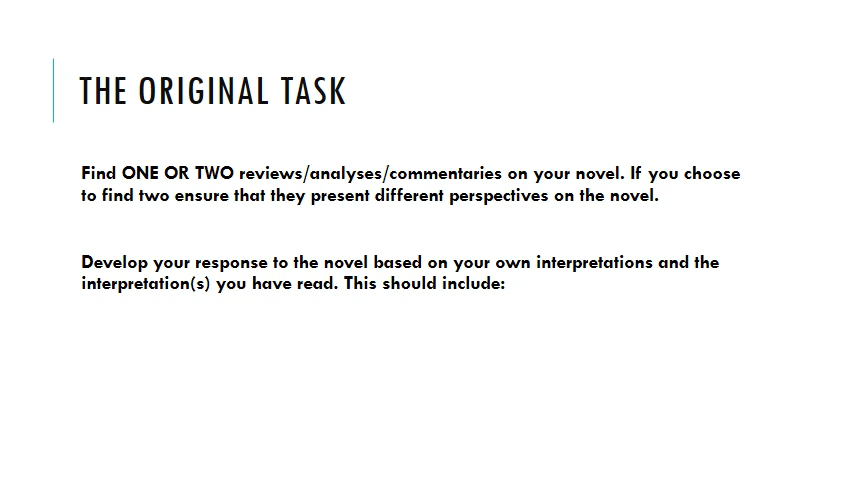 THE ORIGINAL TASK
Find ONE OR TWO reviews/analyses/commentaries on your novel. If you choose
to find two ensure that they present different perspectives on the novel.
Develop your response to the novel based on your own interpretations and the
interpretation(s) you have read. This should include: